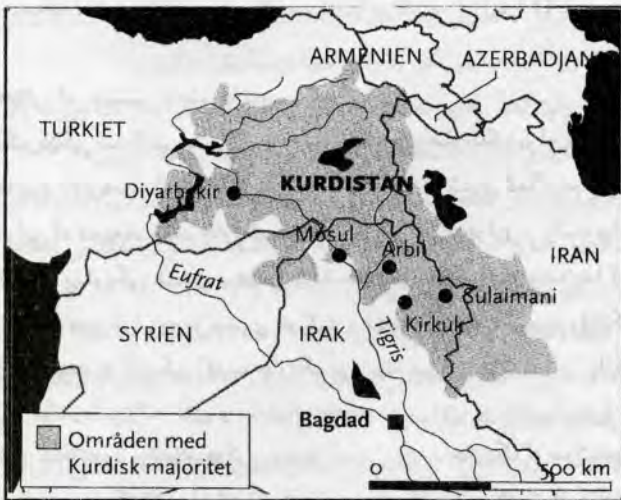 ARMENIEN
AZERBADJAN
TURKIET
KURDISTAN
Diyarbekir
Mosul
Arbil
IRAN
Eufrat
Sulaimani
Kirkuk
SYRIEN
IRAK
Tigris
Bagdad
Områden med
Kurdisk majoritet
0 500 km